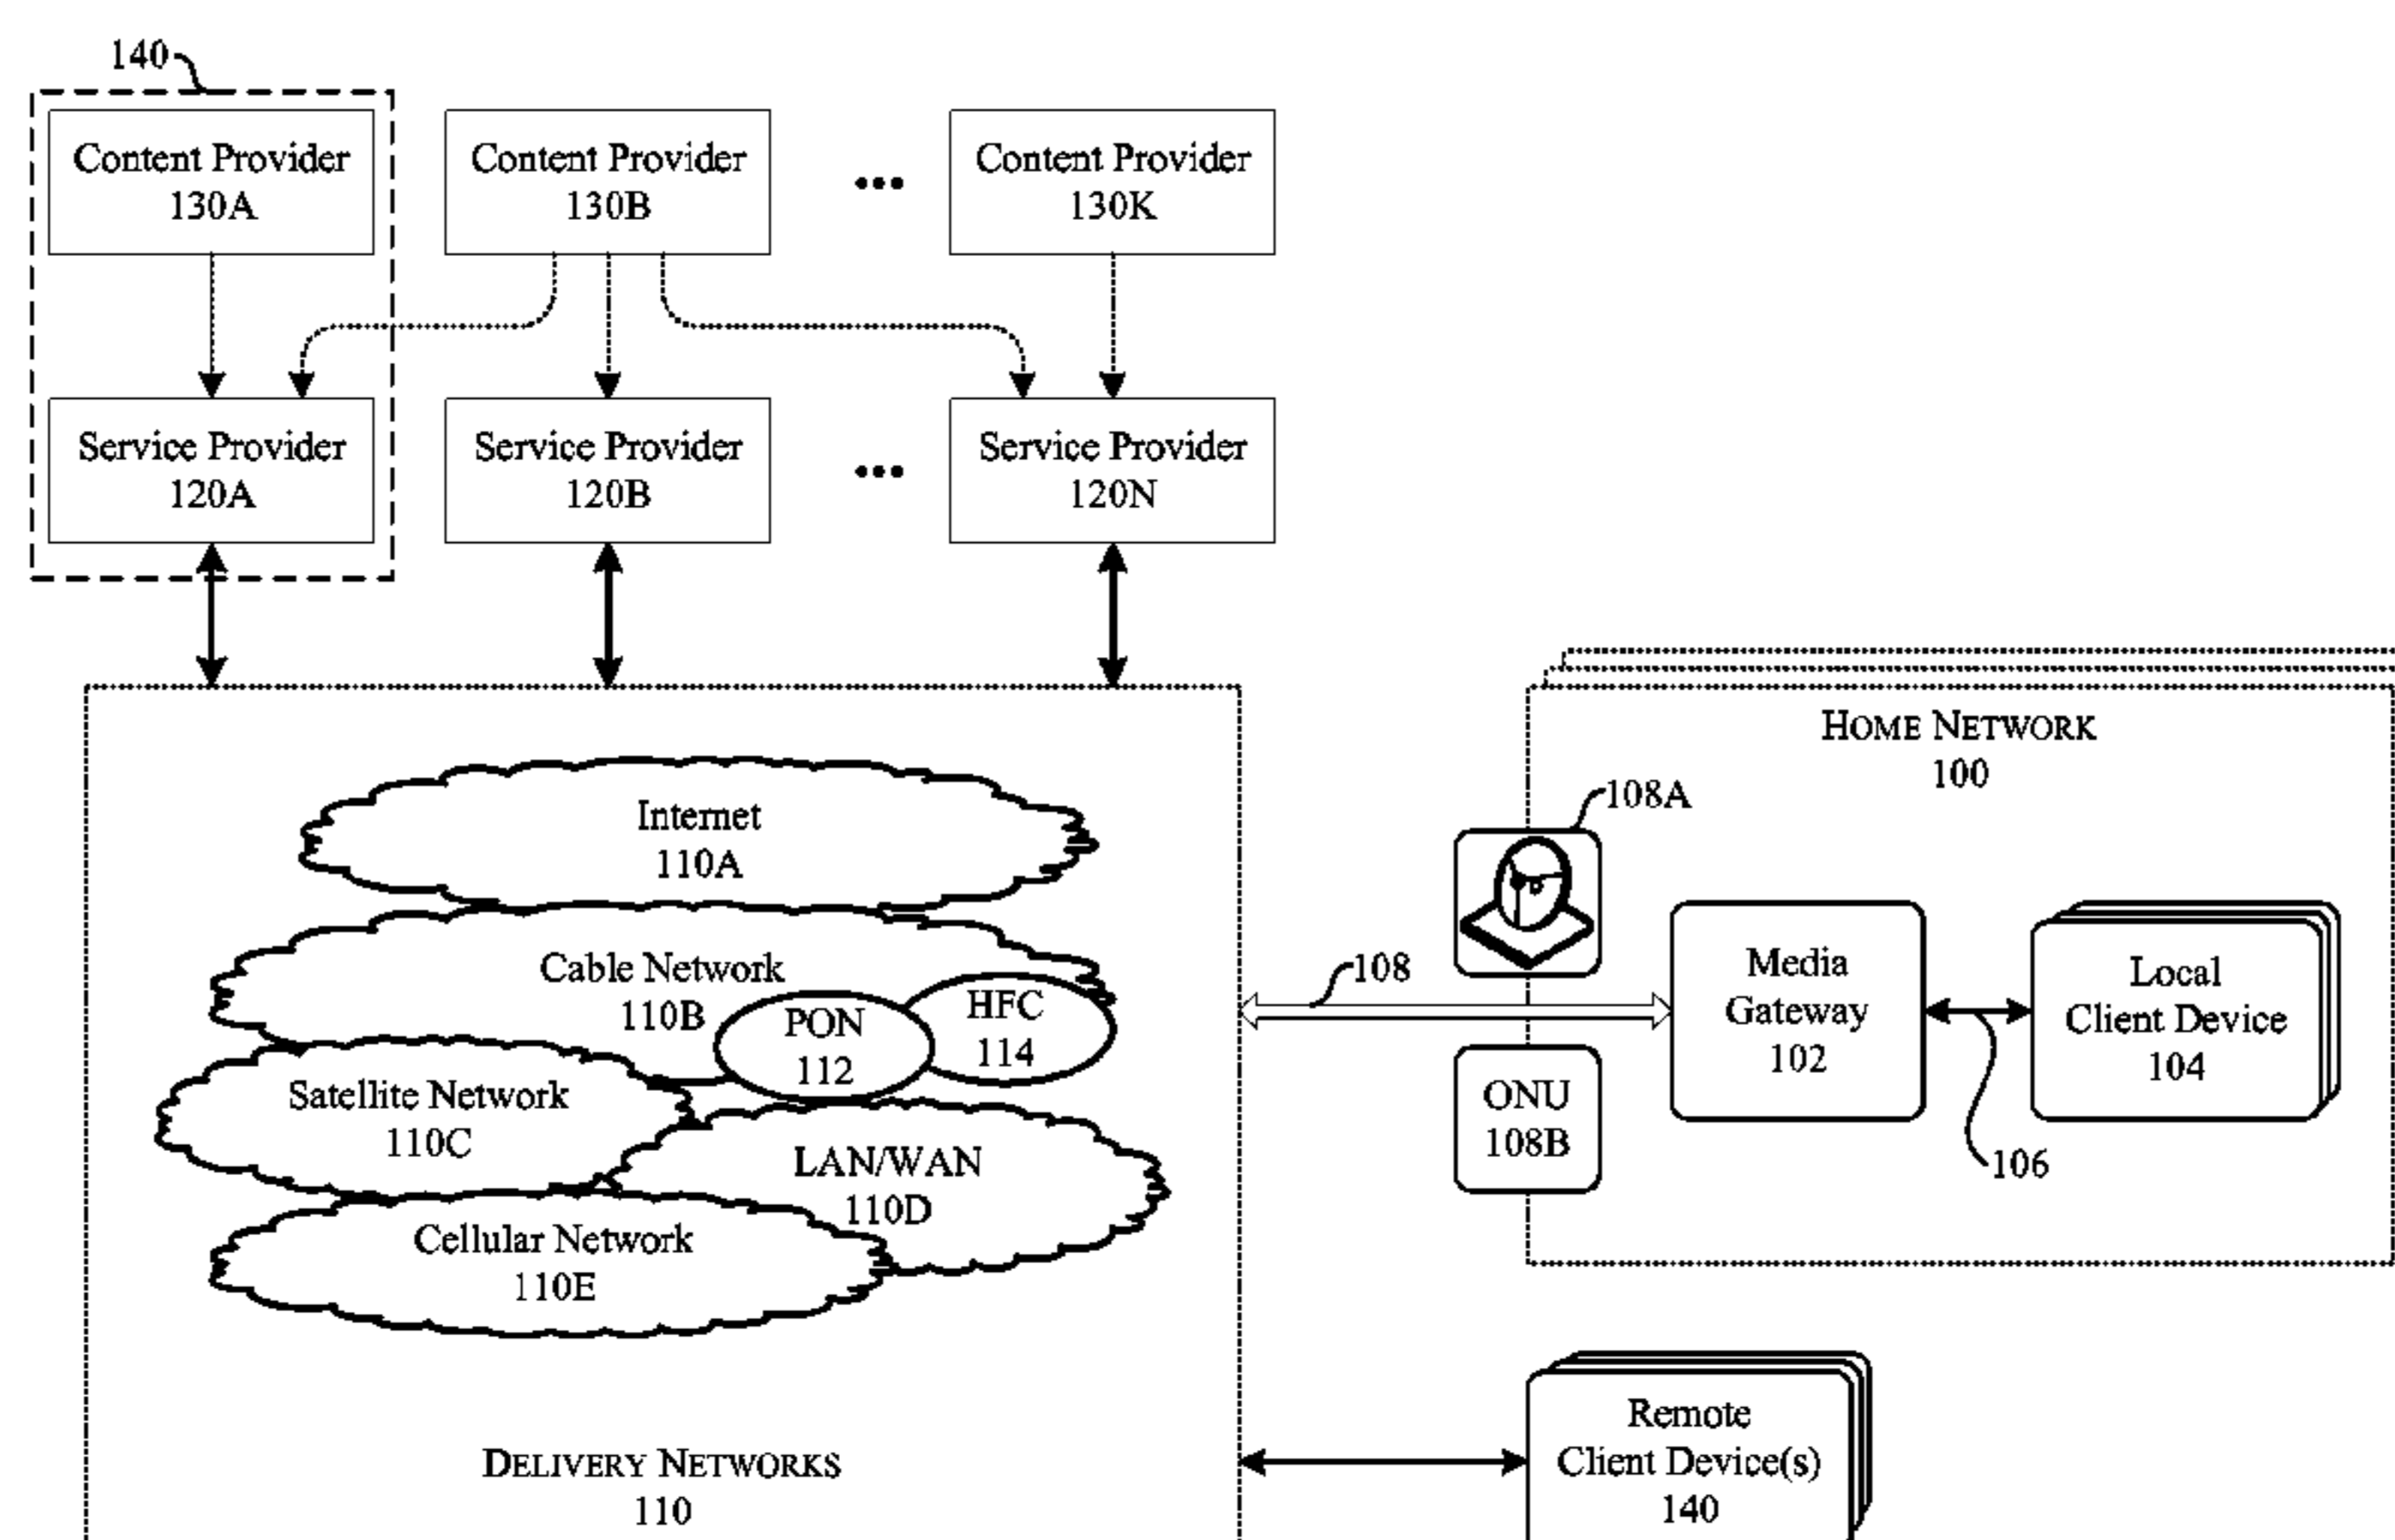 140
Content Provider
130A
Content Provider
130B
•••
Content Provider
130K
Service Provider
120A
Service Provider
120B
•••
Service Provider
120N
HOME NETWORK
100
Internet
110A
108A
Cable Network
110B
PON
112
HFC
114
108
Media
Gateway
102
Local
Client Device
104
Satellite Network
110C
LAN/WAN
110D
ONU
108B
106
Cellular Network
110E
DELIVERY NETWORKS
110
Remote
Client Device(s)
140